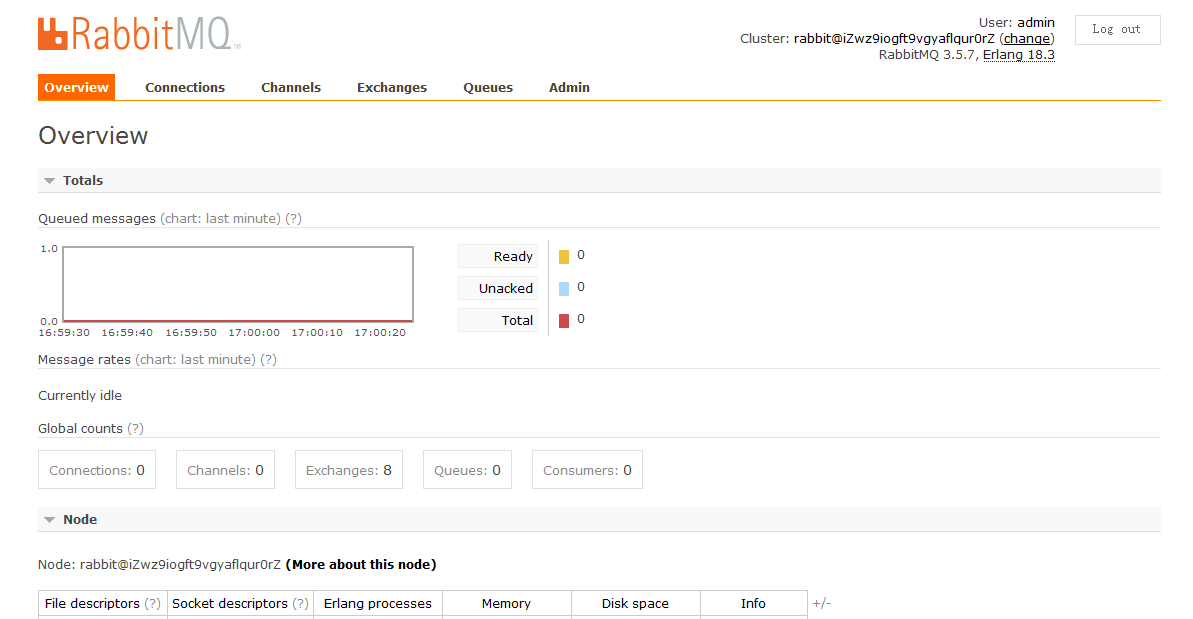 RabbitMQ™
User: admin
Cluster: rabbit@iZwz9iogft9vgyaflqur0rZ (change)
RabbitMQ 3.5.7, Erlang 18.3
Log out
Overview Connections Channels Exchanges Queues Admin
Overview
Totals
Queued messages (chart: last minute) (?)
1.0
0.0
16:59:30 16:59:40 16:59:50 17:00:00 17:00:10 17:00:20
Ready 0
Unacked 0
Total 0
Message rates (chart: last minute) (?)
Currently idle
Global counts (?)
Connections: 0 Channels: 0 Exchanges: 8 Queues: 0 Consumers: 0
Node
Node: rabbit@iZwz9iogft9vgyaflqur0rZ (More about this node)
File descriptors (?) Socket descriptors (?) Erlang processes Memory Disk space Info +/-